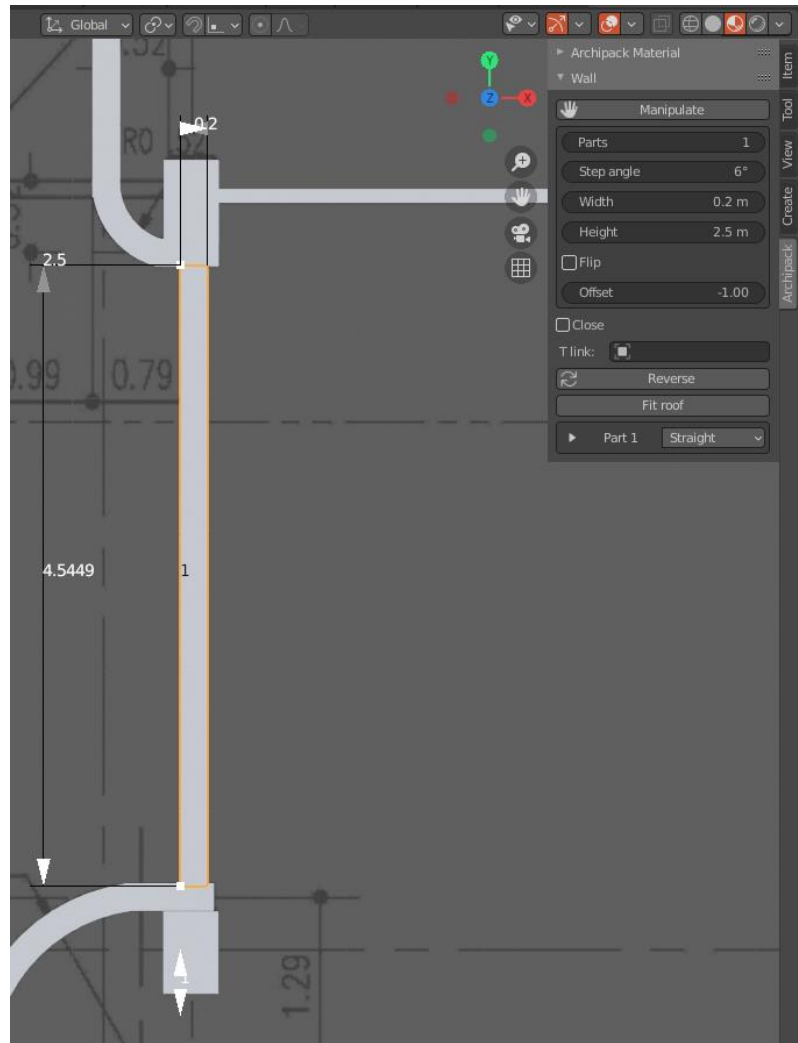 Global
Archipack Material
Wall
Manipulate
Parts 1
Step angle 6°
Width 0.2 m
Height 2.5 m
Flip
Offset -1.00
Close
T link:
Reverse
Fit roof
Part 1 Straight
Item
Tool
View
Create
Archipack
Y
Z
X
0.2
R0
2.5
0.79
4.5449
1
1.29